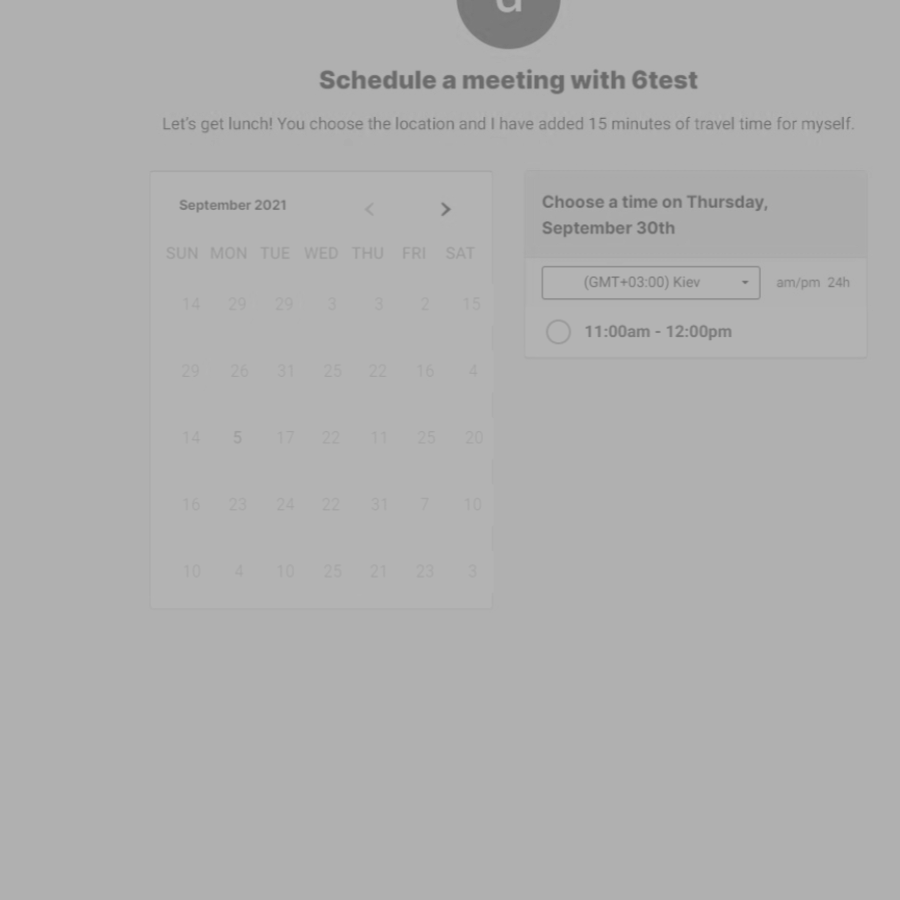 Schedule a meeting with 6test
Let's get lunch! You choose the location and I have added 15 minutes of travel time for myself.
September 2021
SUN MON TUE WED THU FRI SAT
14 29 29 3 3 2 15
29 26 31 25 22 16 4
14 5 17 22 11 25 20
16 23 24 22 31 7 10
10 4 10 25 21 23 3
Choose a time on Thursday,
September 30th
(GMT+03:00) Kiev am/pm 24h
11:00am - 12:00pm